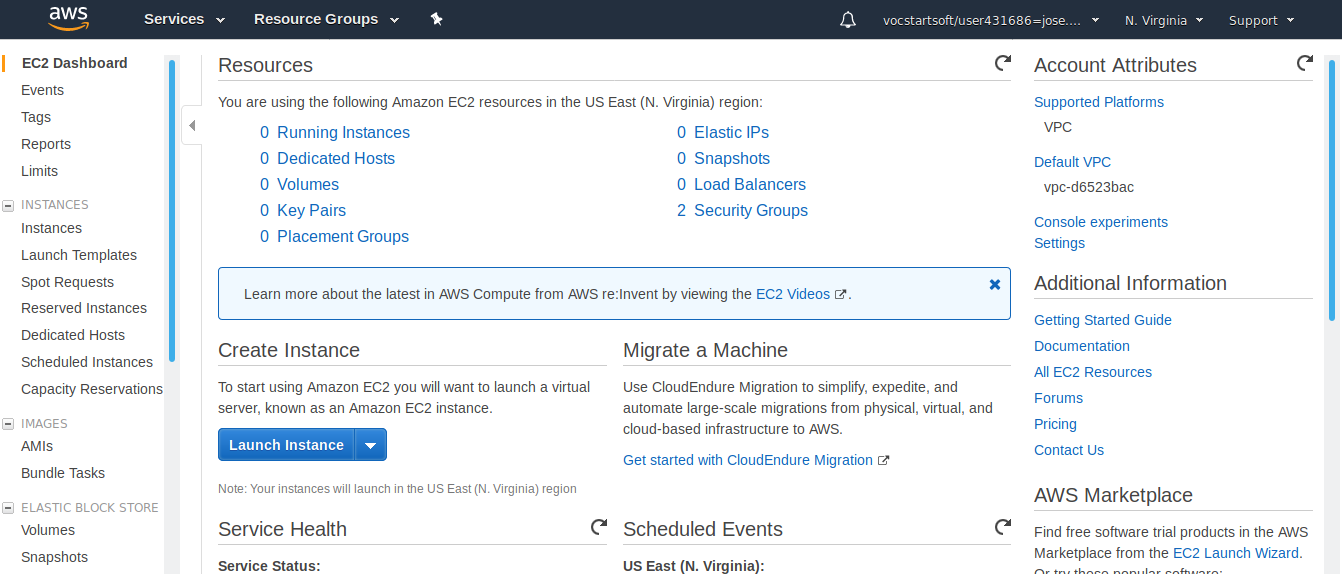 aws
Services
Resource Groups
vocstartsoft/user431686=jose....
N. Virginia
Support
EC2 Dashboard
Events
Tags
Reports
Limits
INSTANCES
Instances
Launch Templates
Spot Requests
Reserved Instances
Dedicated Hosts
Scheduled Instances
Capacity Reservations
IMAGES
AMIs
Bundle Tasks
ELASTIC BLOCK STORE
Volumes
Snapshots
Resources
You are using the following Amazon EC2 resources in the US East (N. Virginia) region:
0 Running Instances
0 Dedicated Hosts
0 Volumes
0 Key Pairs
0 Placement Groups
0 Elastic IPs
0 Snapshots
0 Load Balancers
2 Security Groups
Learn more about the latest in AWS Compute from AWS re:Invent by viewing the EC2 Videos .
Create Instance
To start using Amazon EC2 you will want to launch a virtual
server, known as an Amazon EC2 instance.
Launch Instance
Note: Your instances will launch in the US East (N. Virginia) region
Migrate a Machine
Use CloudEndure Migration to simplify, expedite, and
automate large-scale migrations from physical, virtual, and
cloud-based infrastructure to AWS.
Get started with CloudEndure Migration
Service Health
Service Status:
Scheduled Events
US East (N. Virginia):
Account Attributes
Supported Platforms
VPC
Default VPC
vpc-d6523bac
Console experiments
Settings
Additional Information
Getting Started Guide
Documentation
All EC2 Resources
Forums
Pricing
Contact Us
AWS Marketplace
Find free software trial products in the AWS
Marketplace from the EC2 Launch Wizard.
Or try these popular software: